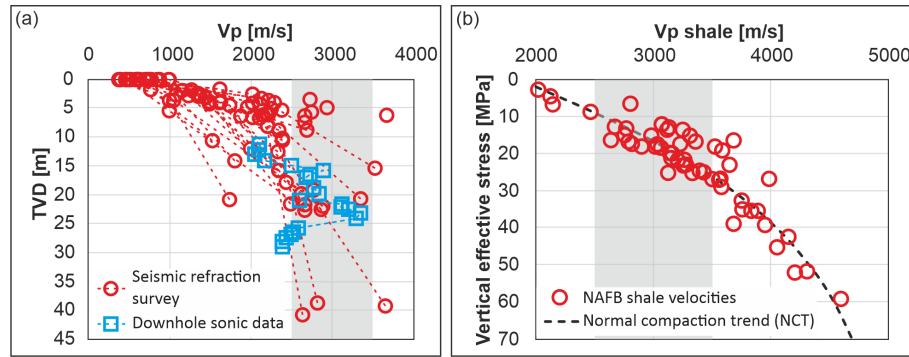 (a)
Vp [m/s]
0 1000 2000 3000 4000
TVD [m]
0
5
10
15
20
25
30
35
40
45
Seismic refraction
survey
Downhole sonic data
(b)
Vp shale [m/s]
2000 3000 4000 5000
Vertical effective stress [MPa]
0
10
20
30
40
50
60
70
NAFB shale velocities
Normal compaction trend (NCT)